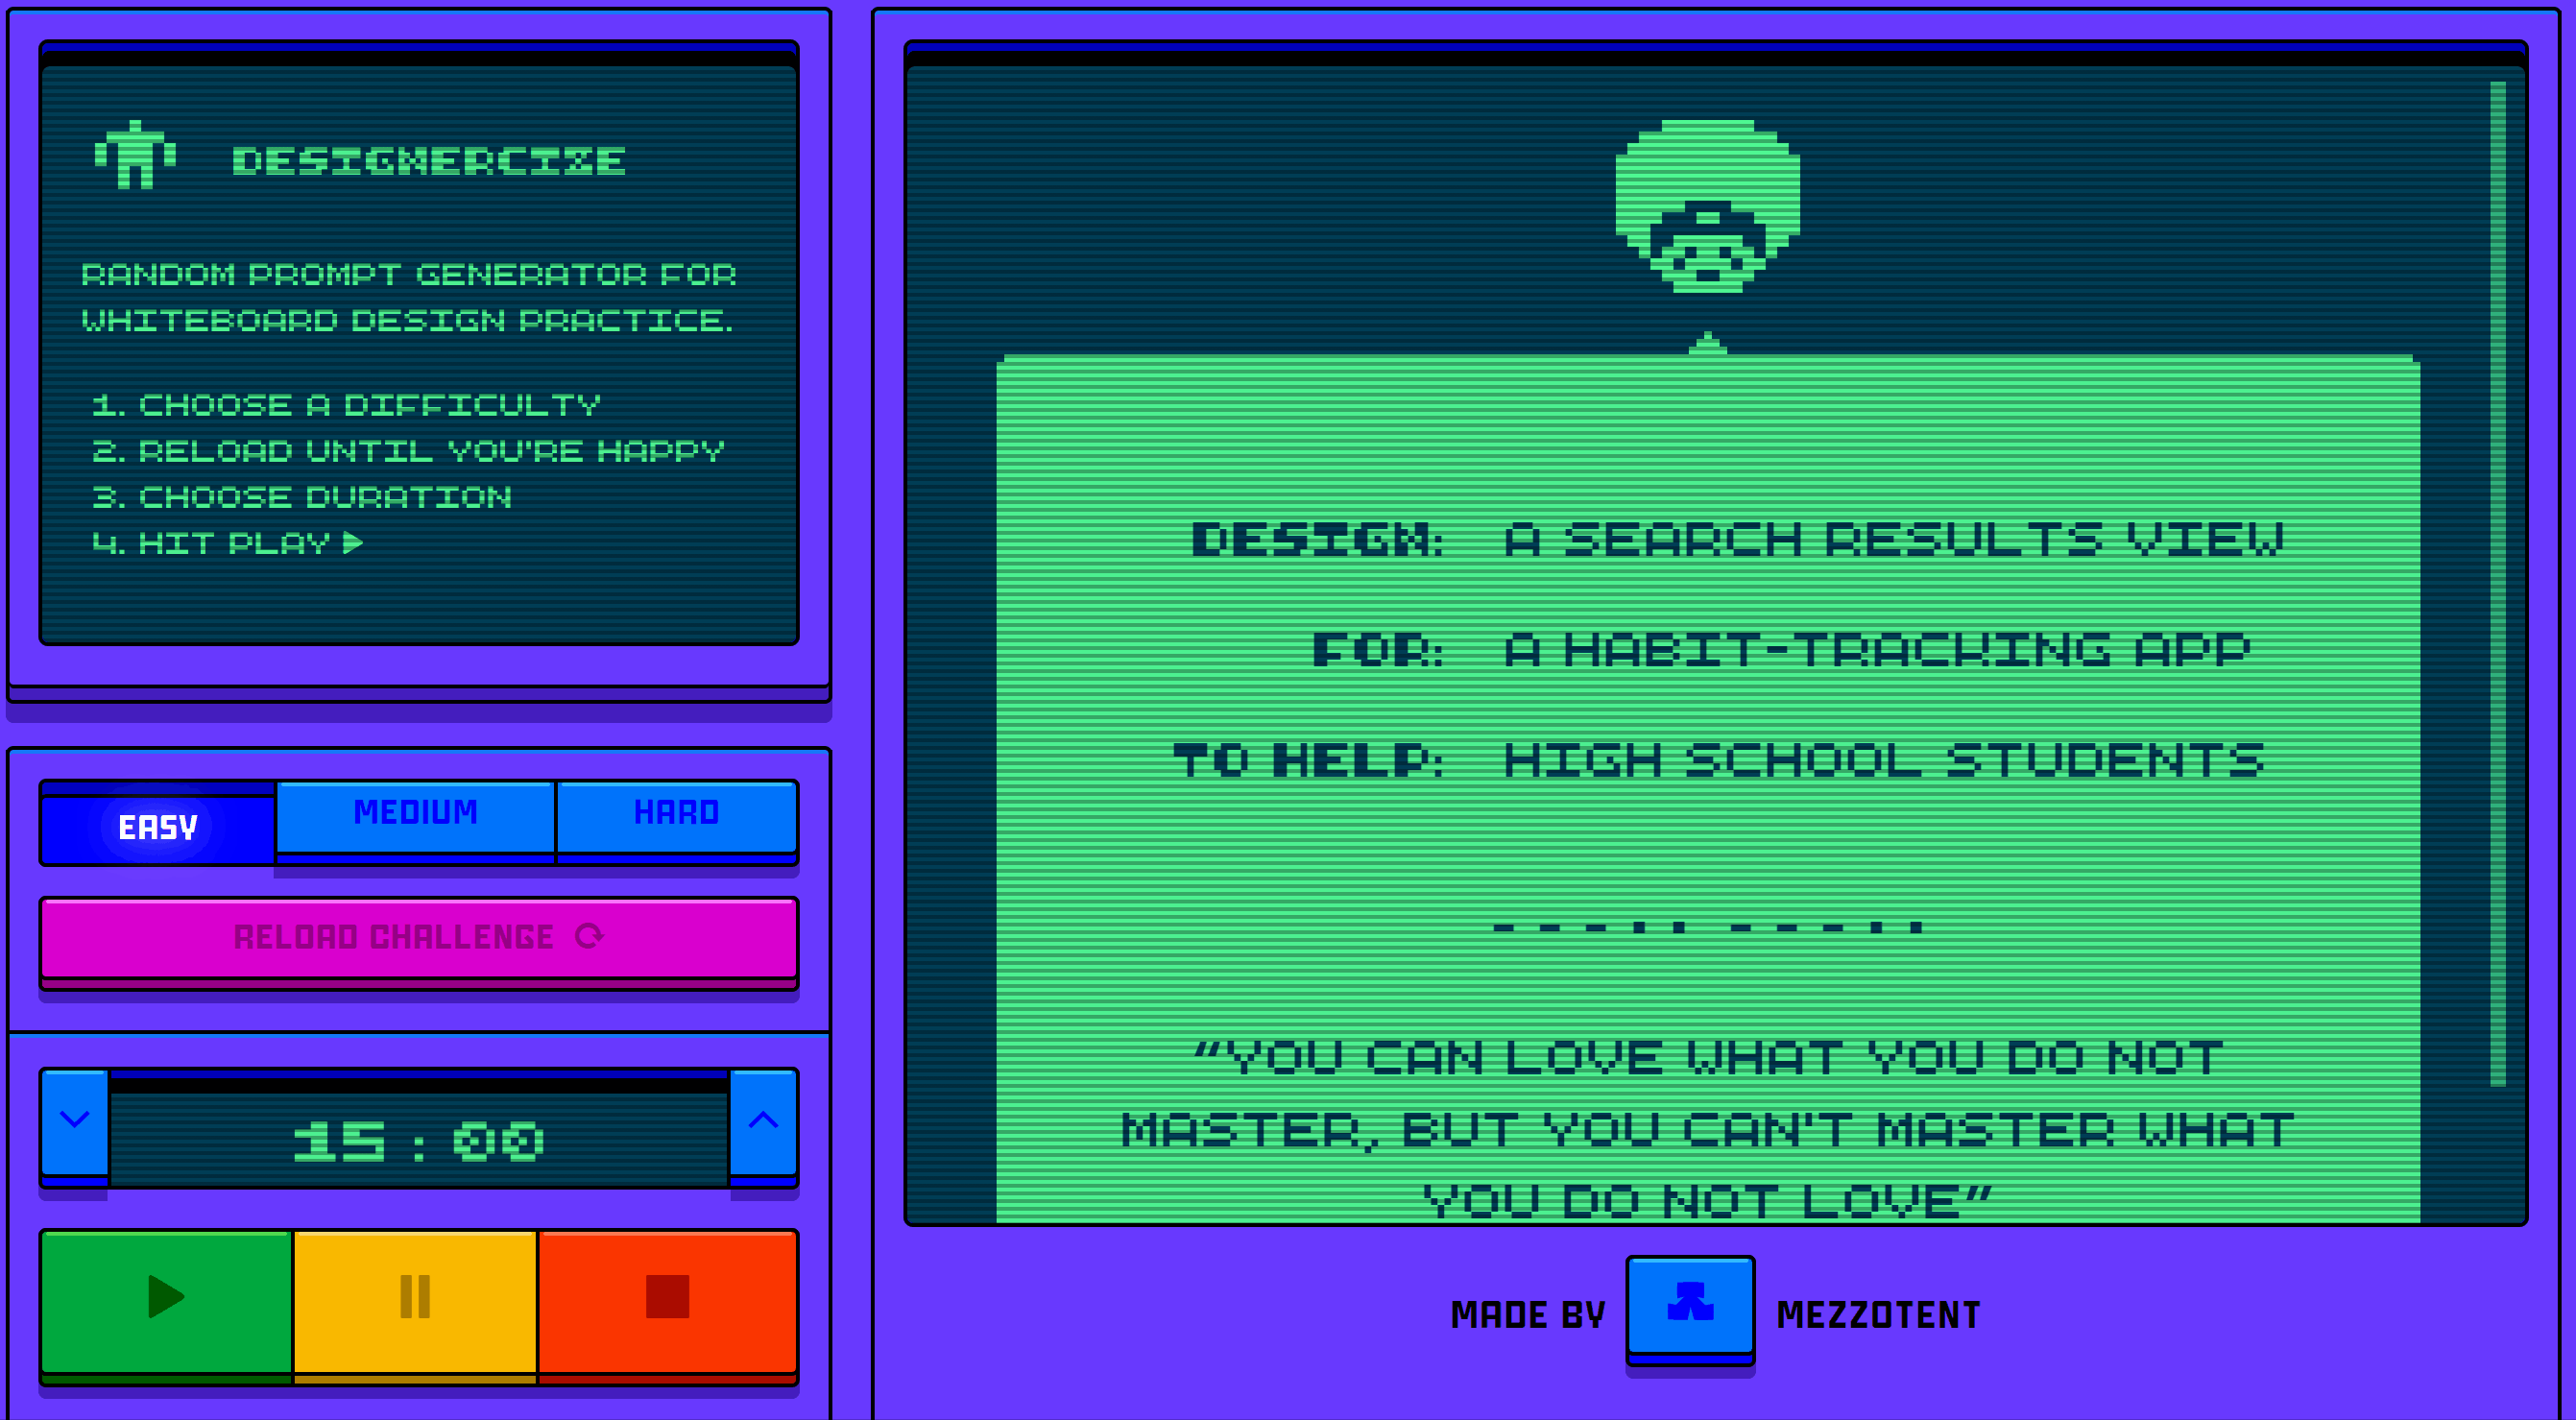 DESIGNERCIZE
RANDOM PROMPT GENERATOR FOR
WHITEBOARD DESIGN PRACTICE.
1. CHOOSE A DIFFICULTY
2. RELOAD UNTIL YOU'RE HAPPY
3. CHOOSE DURATION
4. HIT PLAY ▶
EASY
MEDIUM
HARD
RELOAD CHALLENGE ⟳
15:00
DESIGN: A SEARCH RESULTS VIEW
FOR: A HABIT-TRACKING APP
TO HELP: HIGH SCHOOL STUDENTS
---·· ---··
“YOU CAN LOVE WHAT YOU DO NOT
MASTER, BUT YOU CAN'T MASTER WHAT
YOU DO NOT LOVE”
MADE BY
MEZZOTENT